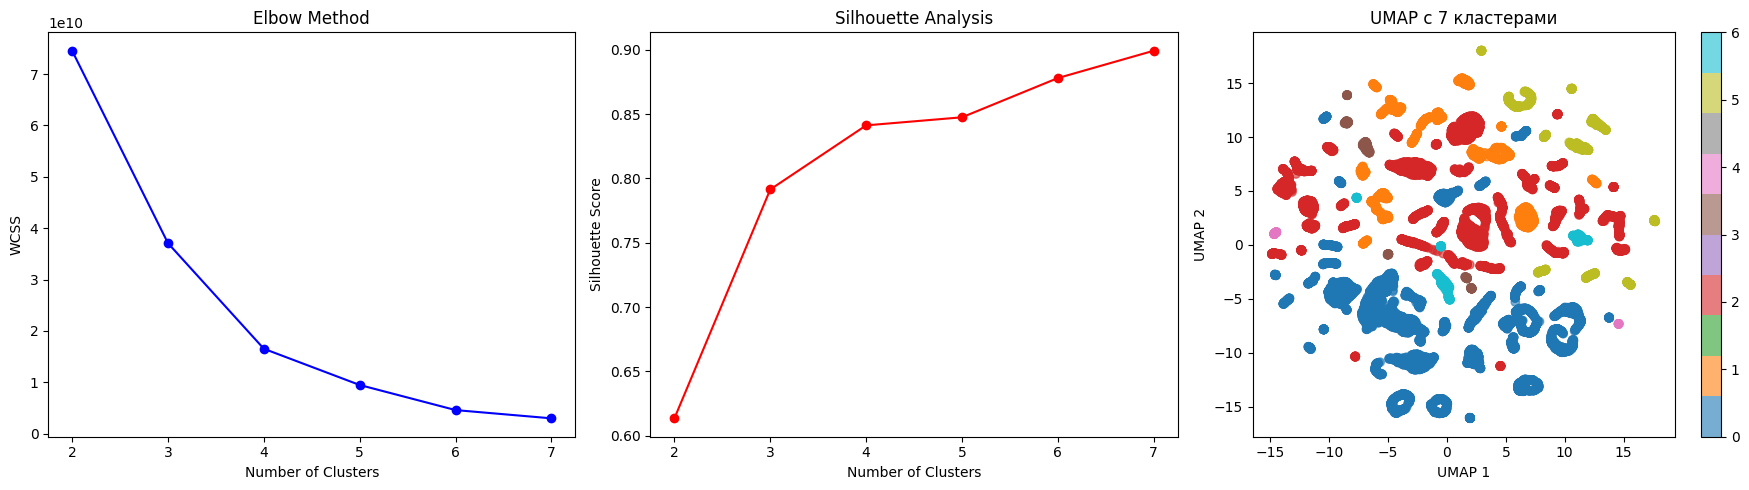 Elbow Method
1e10
7
6
5
4
3
2
1
0
WCSS
2 3 4 5 6 7
Number of Clusters
Silhouette Analysis
0.90
0.85
0.80
0.75
0.70
0.65
0.60
Silhouette Score
2 3 4 5 6 7
Number of Clusters
UMAP с 7 кластерами
15
10
5
0
−5
−10
−15
UMAP 2
−15 −10 −5 0 5 10 15
UMAP 1
6
5
4
3
2
1
0